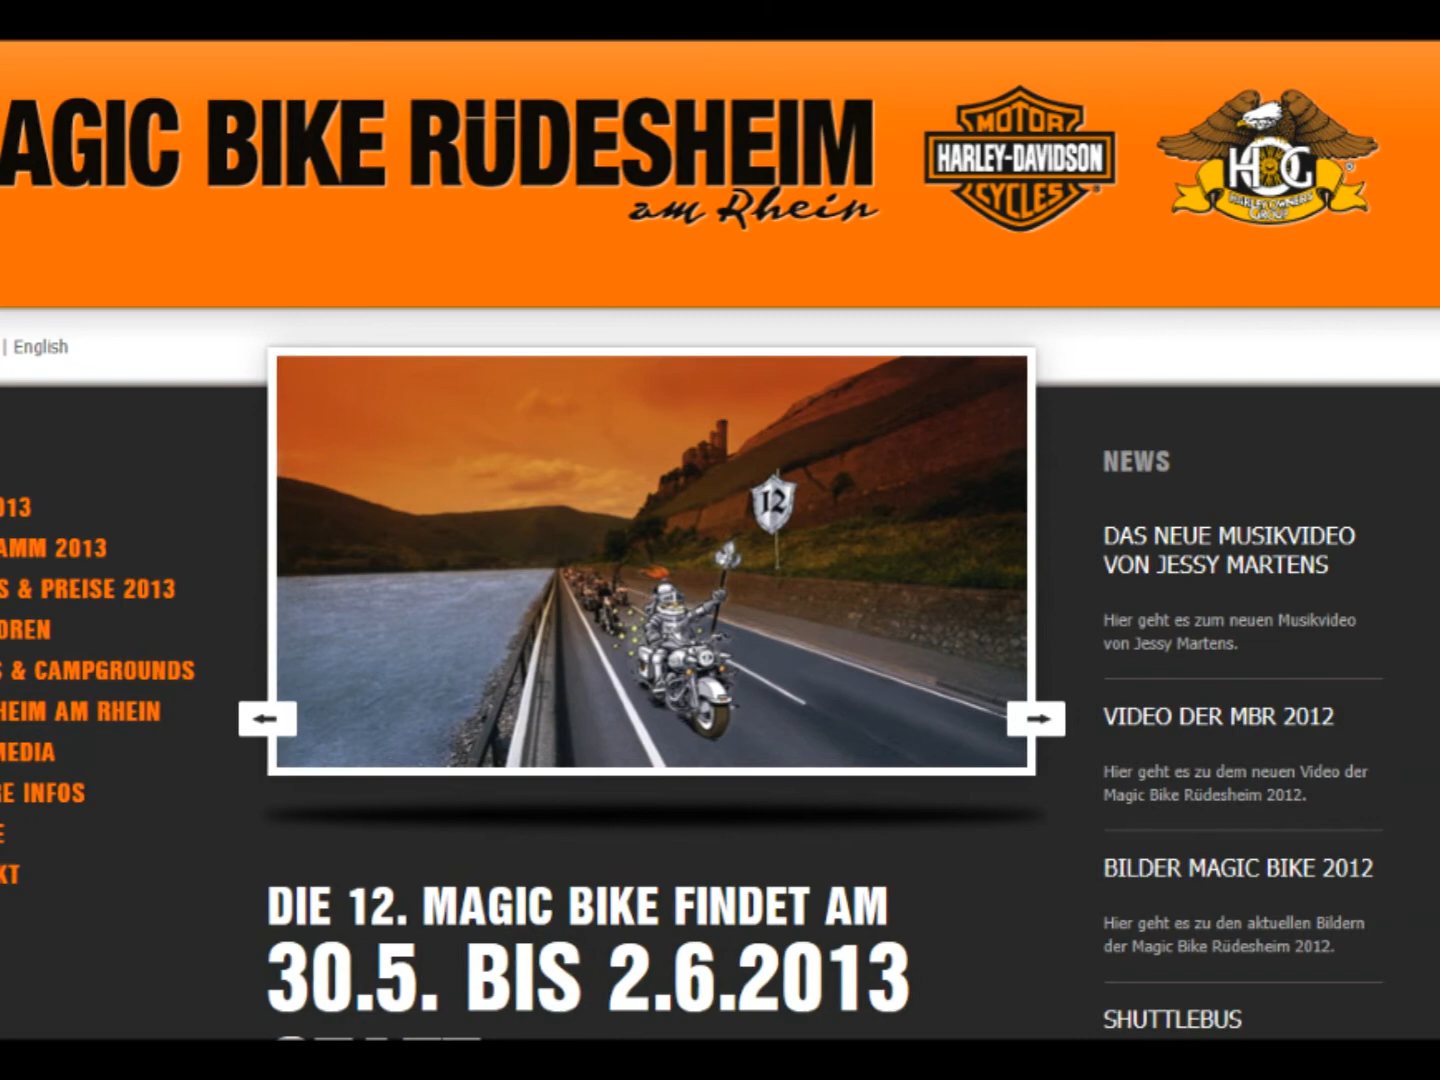 AGIC BIKE RÜDESHEIM
am Rhein
MOTOR
HARLEY-DAVIDSON
CYCLES
HOG
HARLEY OWNERS
GROUP
| English
013
AMM 2013
S & PREISE 2013
OREN
S & CAMPGROUNDS
HEIM AM RHEIN
MEDIA
RE INFOS
E
KT
12
DIE 12. MAGIC BIKE FINDET AM
30.5. BIS 2.6.2013
NEWS
DAS NEUE MUSIKVIDEO
VON JESSY MARTENS
Hier geht es zum neuen Musikvideo
von Jessy Martens.
VIDEO DER MBR 2012
Hier geht es zu dem neuen Video der
Magic Bike Rüdesheim 2012.
BILDER MAGIC BIKE 2012
Hier geht es zu den aktuellen Bildern
der Magic Bike Rüdesheim 2012.
SHUTTLEBUS